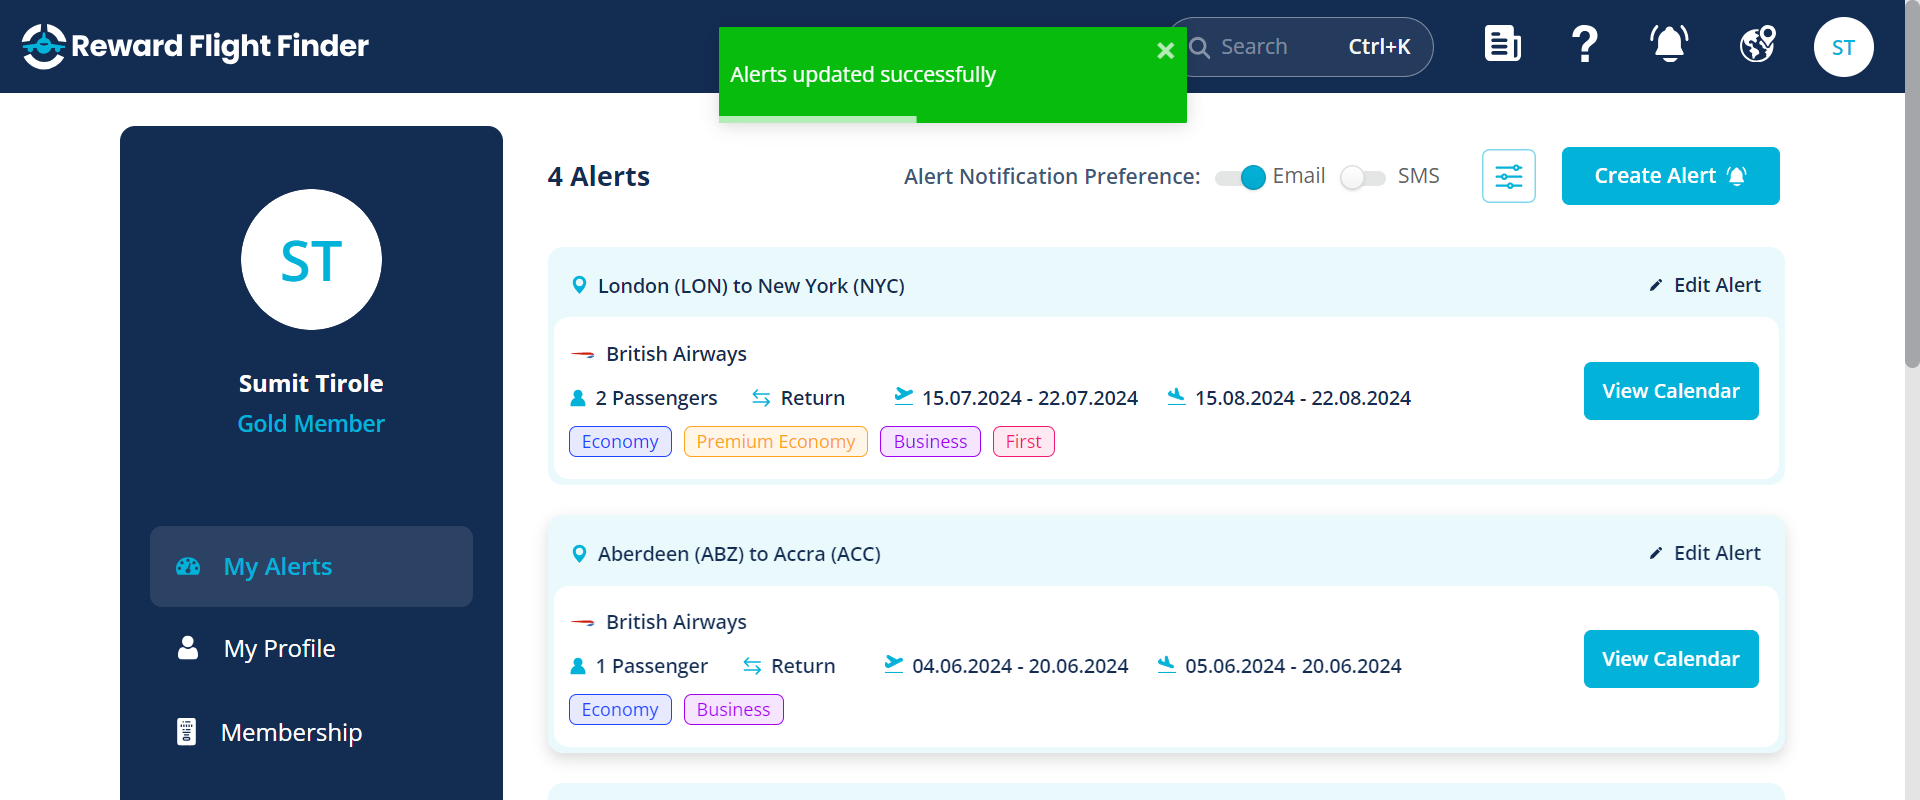 Reward Flight Finder
Alerts updated successfully
Search
Ctrl+K
ST
ST
Sumit Tirole
Gold Member
My Alerts
My Profile
Membership
4 Alerts
Alert Notification Preference:
Email
SMS
Create Alert
London (LON) to New York (NYC)
Edit Alert
British Airways
2 Passengers
Return
15.07.2024 - 22.07.2024
15.08.2024 - 22.08.2024
View Calendar
Economy
Premium Economy
Business
First
Aberdeen (ABZ) to Accra (ACC)
Edit Alert
British Airways
1 Passenger
Return
04.06.2024 - 20.06.2024
05.06.2024 - 20.06.2024
View Calendar
Economy
Business